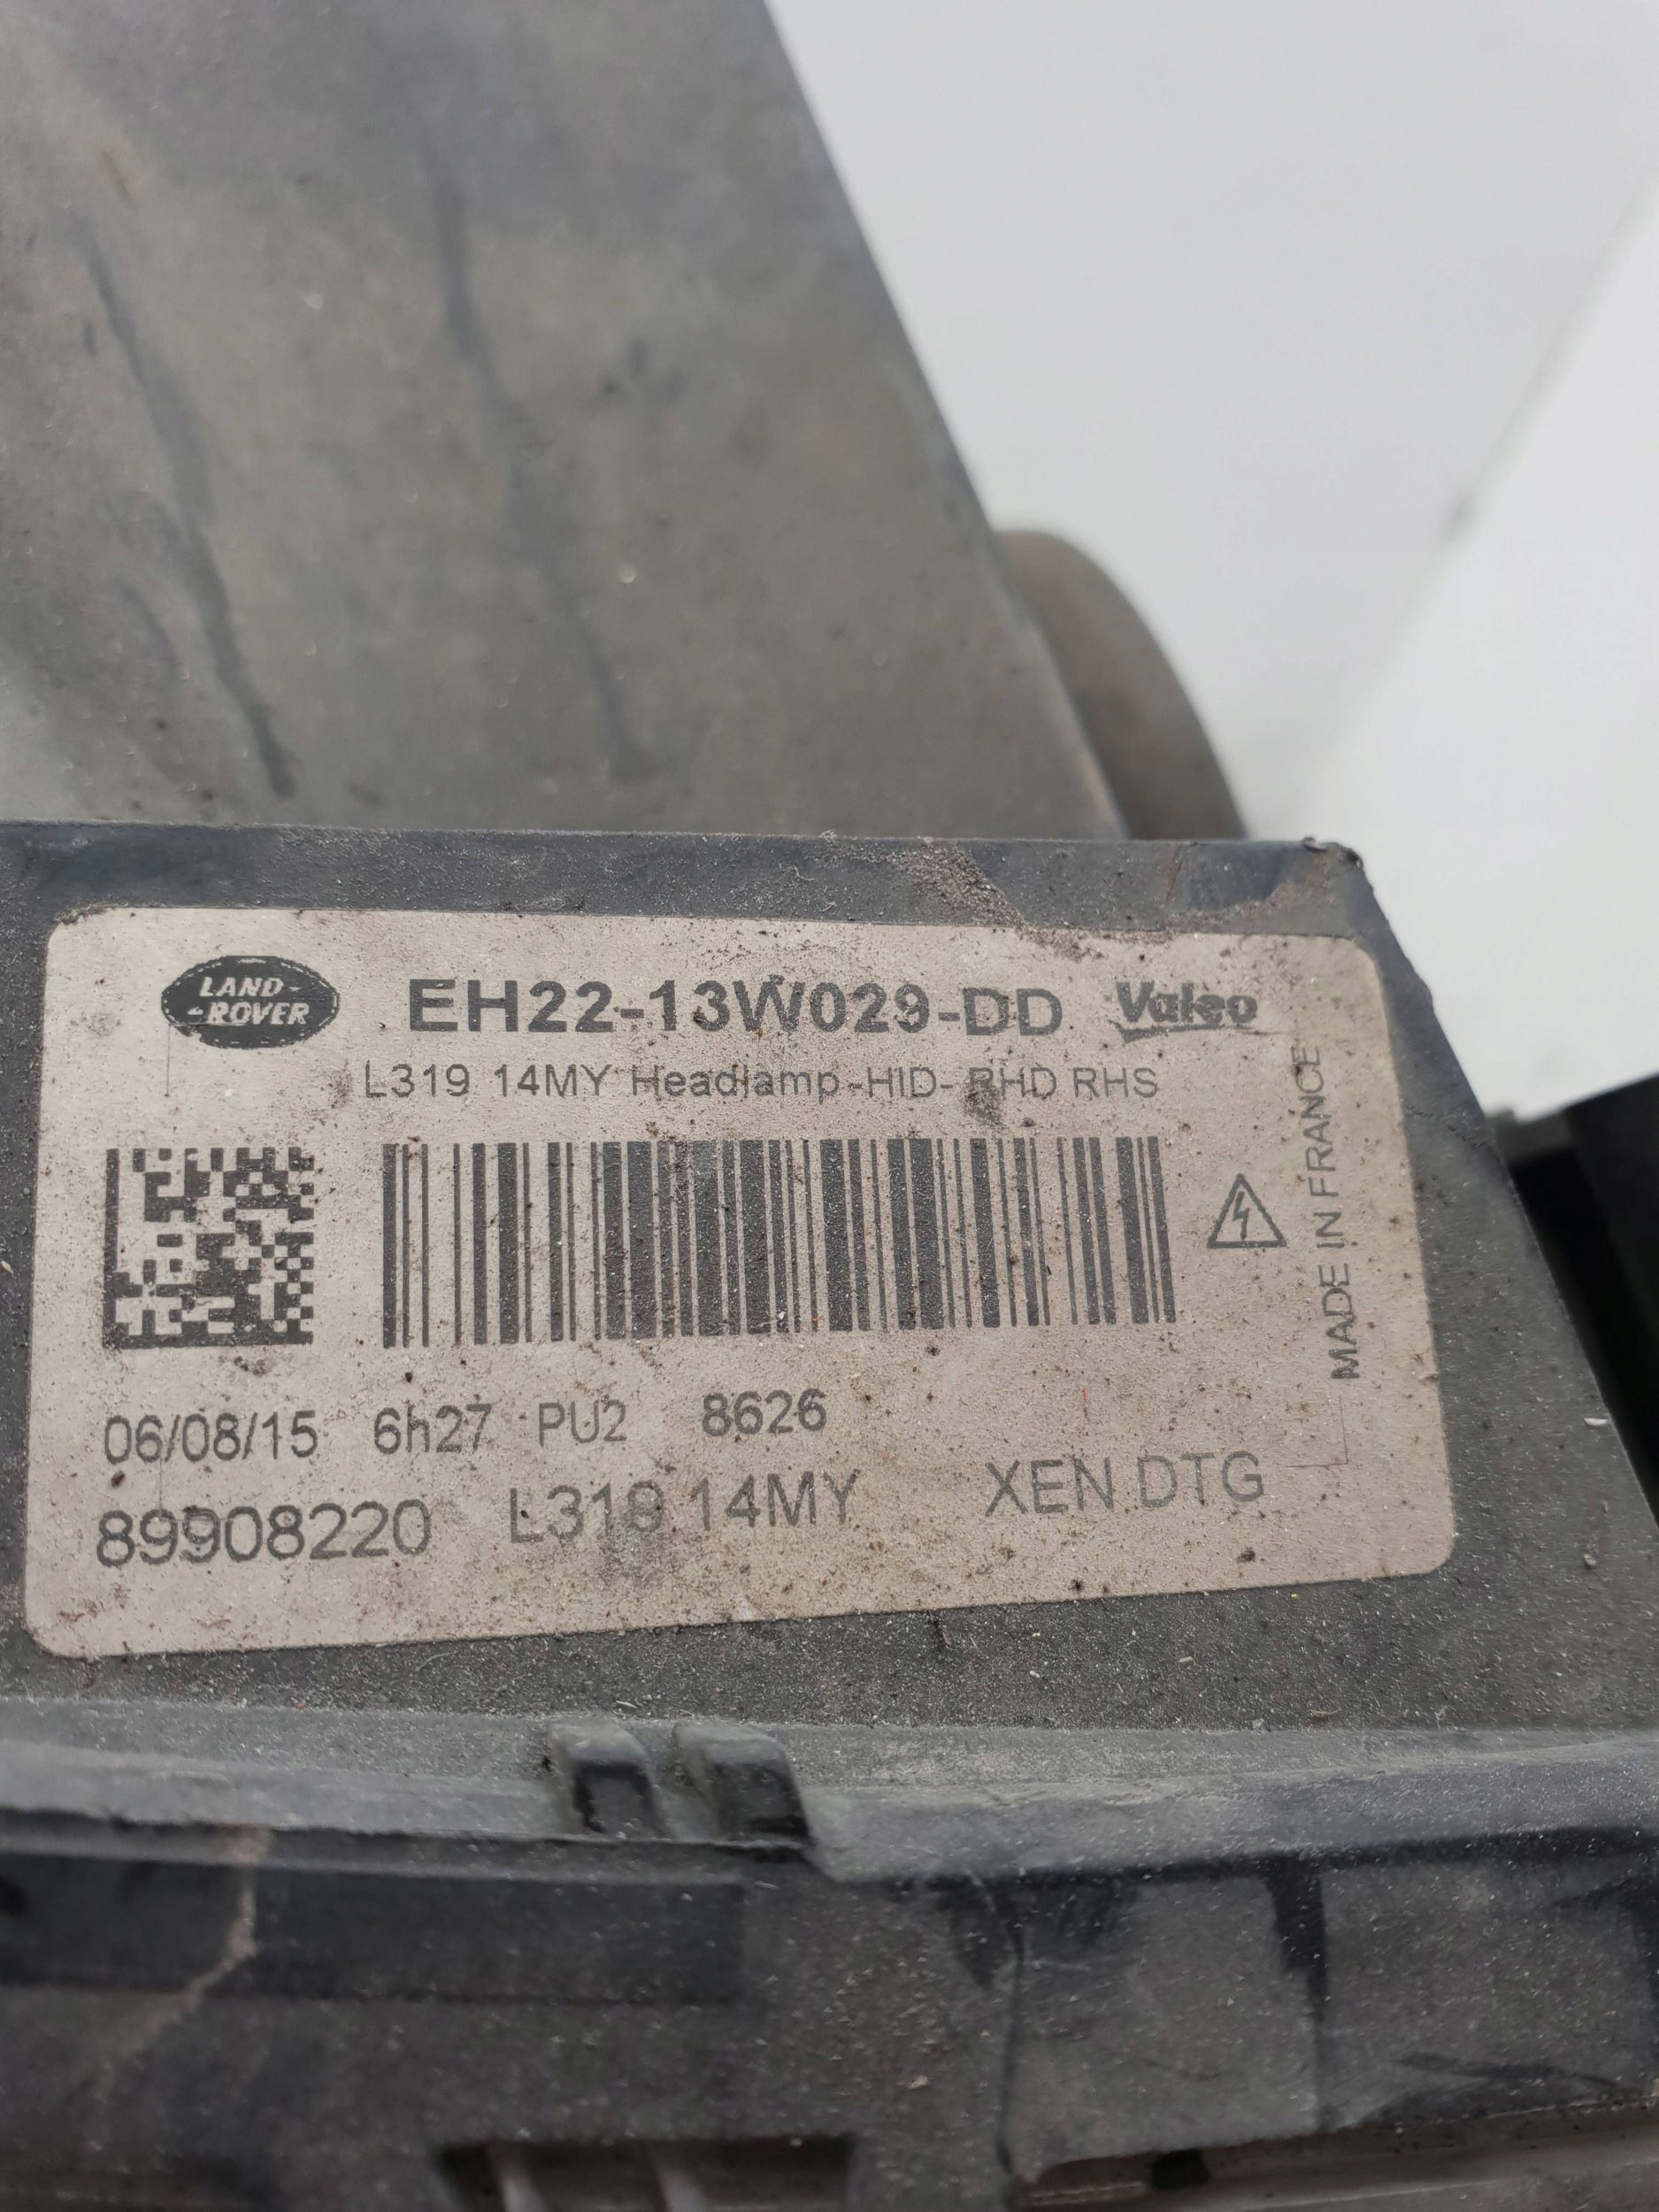 LAND-
-ROVER
EH22-13W029-DD
Valeo
L319 14MY Headlamp -HID- RHD RHS
MADE IN FRANCE
06/08/15 6h27 PU2 8626
89908220 L319 14MY XEN DTG